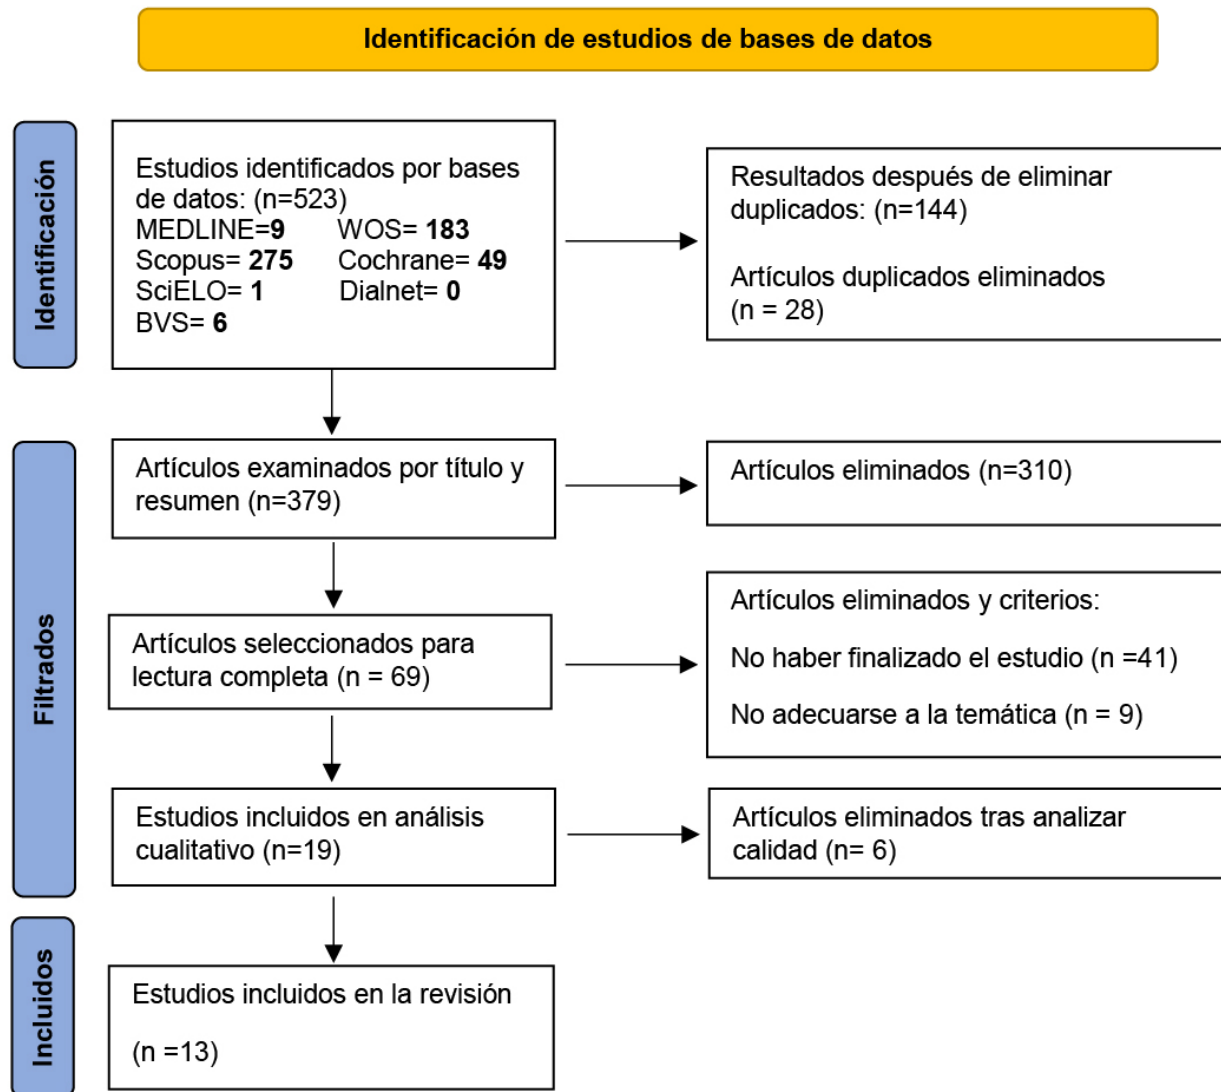 Identificación de estudios de bases de datos
Identificación
Estudios identificados por bases
de datos: (n=523)
MEDLINE=9 WOS= 183
Scopus= 275 Cochrane= 49
SciELO= 1 Dialnet= 0
BVS= 6
Resultados después de eliminar
duplicados: (n=144)
Artículos duplicados eliminados
(n = 28)
Filtrados
Artículos examinados por título y
resumen (n=379)
Artículos eliminados (n=310)
Artículos seleccionados para
lectura completa (n = 69)
Artículos eliminados y criterios:
No haber finalizado el estudio (n =41)
No adecuarse a la temática (n = 9)
Estudios incluidos en análisis
cualitativo (n=19)
Artículos eliminados tras analizar
calidad (n= 6)
Incluidos
Estudios incluidos en la revisión
(n =13)